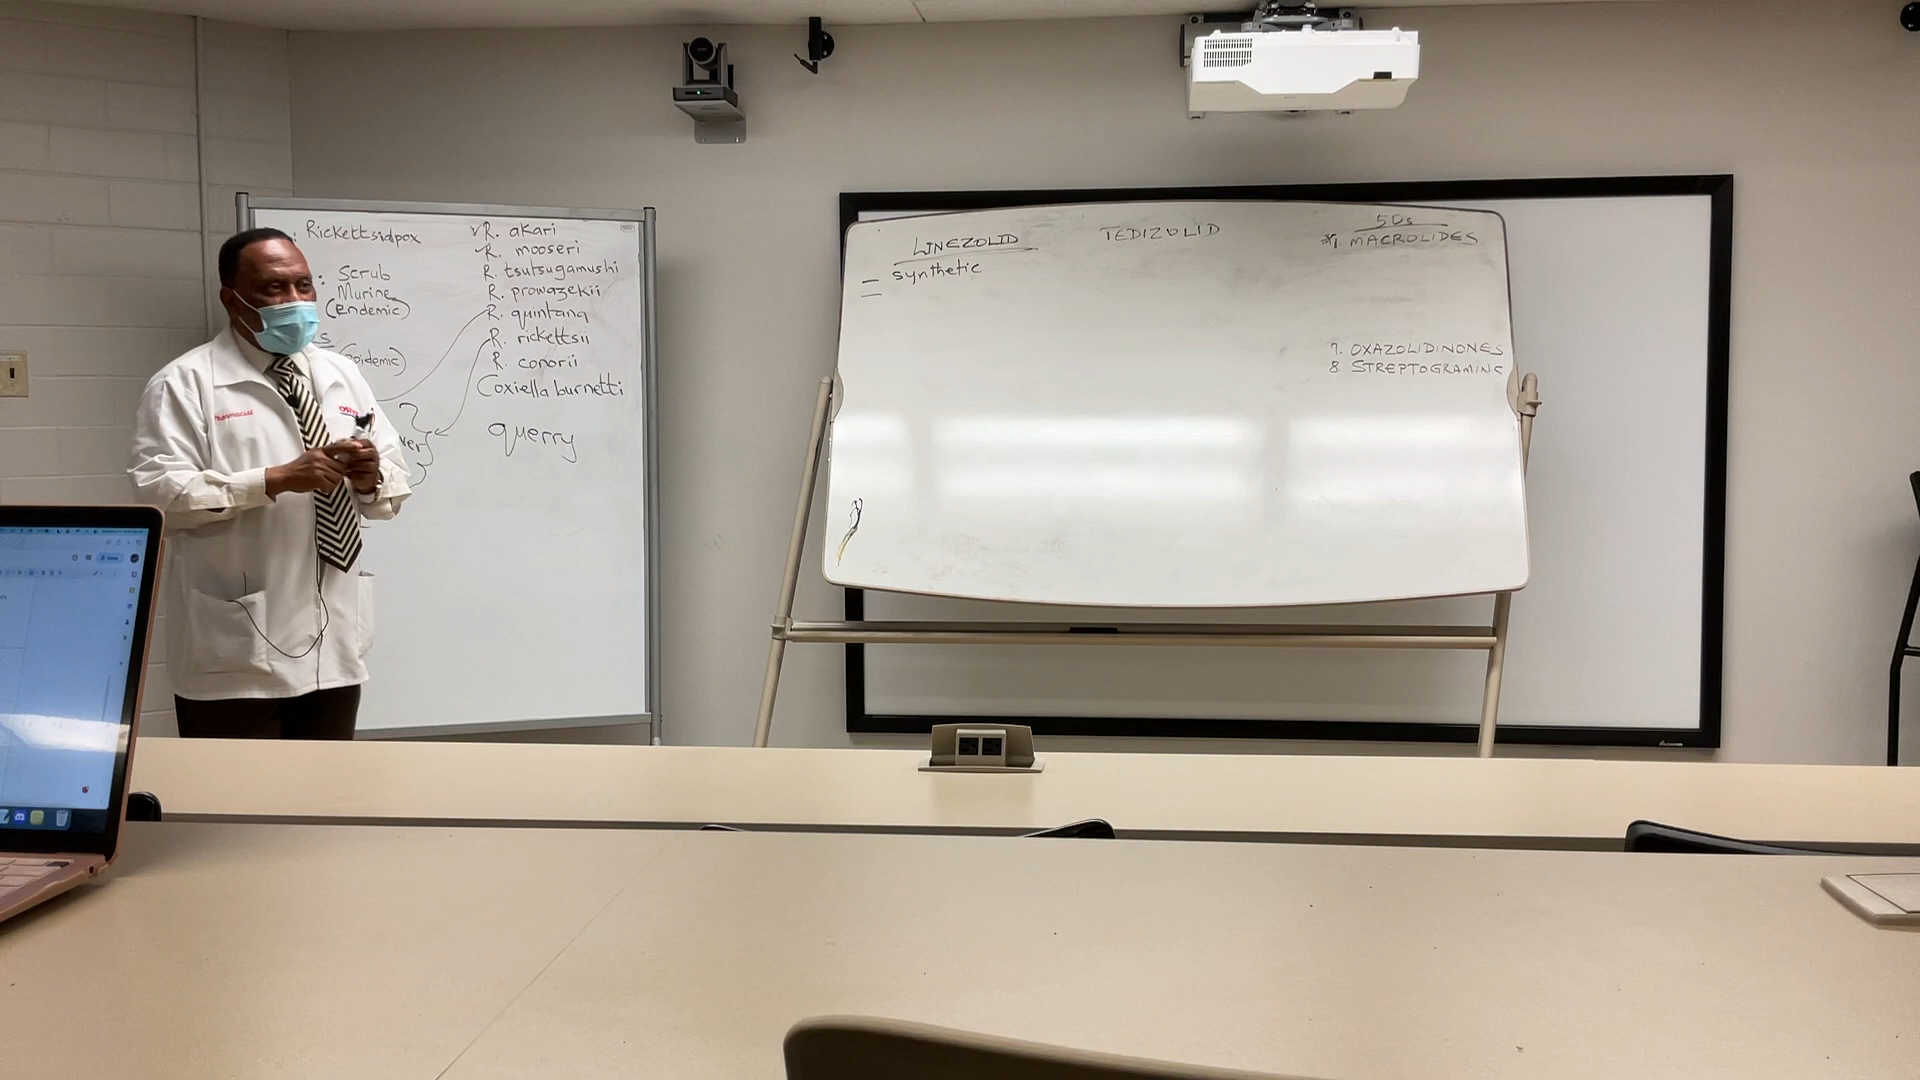 Rickettsialpox
Scrub
Murine
(Endemic)
R. akari
R. mooseri
R. tsutsugamushi
R. prowazekii
R. quintana
R. rickettsii
R. conorii
Coxiella burnetti
querry
LINEZOLID
synthetic
TEDIZOLID
50s
*1. MACROLIDES
7. OXAZOLIDINONES
8. STREPTOGRAMINS